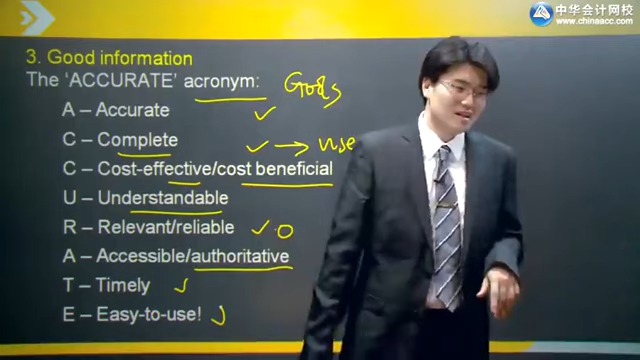 中华会计网校
www.chinaacc.com
3. Good information
The 'ACCURATE' acronym:
A – Accurate
C – Complete
use
C – Cost-effective/cost beneficial
U – Understandable
R – Relevant/reliable
A – Accessible/authoritative
T – Timely
E – Easy-to-use!